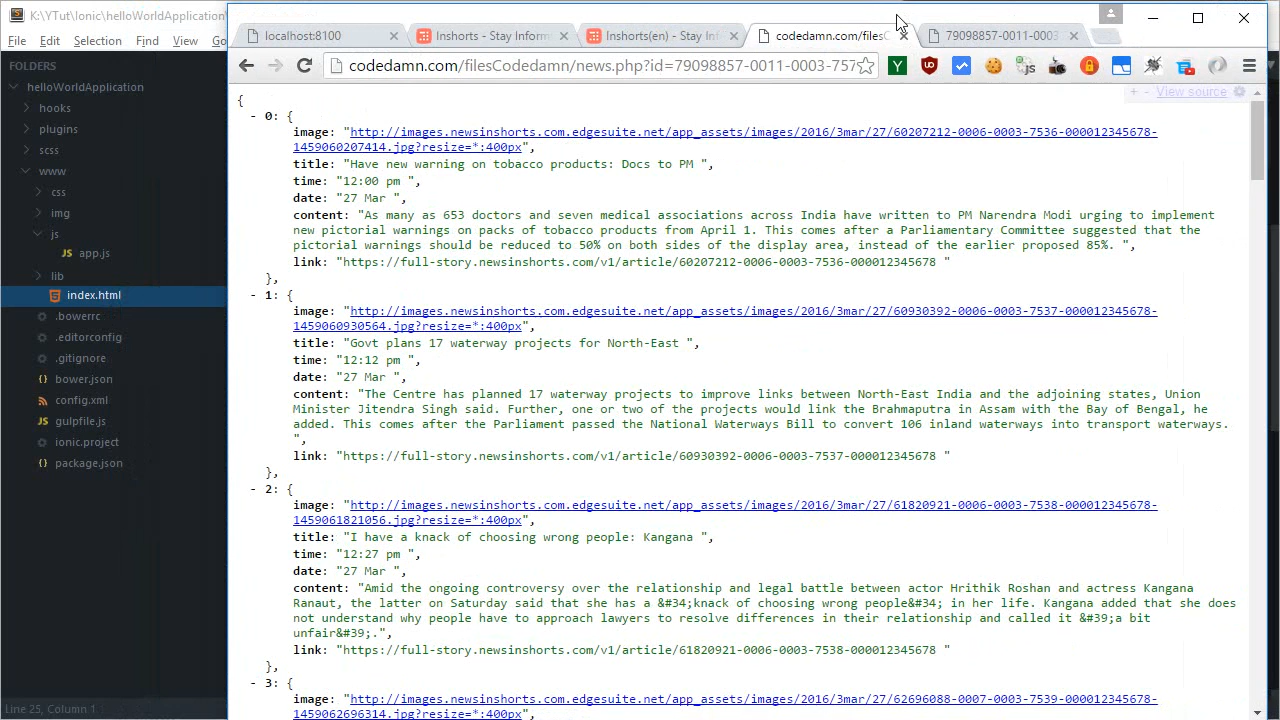 K:\YTut\Ionic\helloWorldApplication\
File Edit Selection Find View
FOLDERS
helloWorldApplication
hooks
plugins
scss
www
css
img
js
app.js
lib
index.html
.bowerrc
.editorconfig
.gitignore
bower.json
config.xml
gulpfile.js
ionic.project
package.json
Line 25, Column 1
localhost:8100
Inshorts - Stay Inform
Inshorts(en) - Stay Inf
codedamn.com/files
79098857-0011-0003
codedamn.com/filesCodedamn/news.php?id=79098857-0011-0003-757
+ - View source
{
- 0: {
image: "http://images.newsinshorts.com.edgesuite.net/app_assets/images/2016/3mar/27/60207212-0006-0003-7536-000012345678-
1459060207414.jpg?resize=*:400px",
title: "Have new warning on tobacco products: Docs to PM ",
time: "12:00 pm ",
date: "27 Mar ",
content: "As many as 653 doctors and seven medical associations across India have written to PM Narendra Modi urging to implement
new pictorial warnings on packs of tobacco products from April 1. This comes after a Parliamentary Committee suggested that the
pictorial warnings should be reduced to 50% on both sides of the display area, instead of the earlier proposed 85%. ",
link: "https://full-story.newsinshorts.com/v1/article/60207212-0006-0003-7536-000012345678 "
},
- 1: {
image: "http://images.newsinshorts.com.edgesuite.net/app_assets/images/2016/3mar/27/60930392-0006-0003-7537-000012345678-
1459060930564.jpg?resize=*:400px",
title: "Govt plans 17 waterway projects for North-East ",
time: "12:12 pm ",
date: "27 Mar ",
content: "The Centre has planned 17 waterway projects to improve links between North-East India and the adjoining states, Union
Minister Jitendra Singh said. Further, one or two of the projects would link the Brahmaputra in Assam with the Bay of Bengal, he
added. This comes after the Parliament passed the National Waterways Bill to convert 106 inland waterways into transport waterways.
",
link: "https://full-story.newsinshorts.com/v1/article/60930392-0006-0003-7537-000012345678 "
},
- 2: {
image: "http://images.newsinshorts.com.edgesuite.net/app_assets/images/2016/3mar/27/61820921-0006-0003-7538-000012345678-
1459061821056.jpg?resize=*:400px",
title: "I have a knack of choosing wrong people: Kangana ",
time: "12:27 pm ",
date: "27 Mar ",
content: "Amid the ongoing controversy over the relationship and legal battle between actor Hrithik Roshan and actress Kangana
Ranaut, the latter on Saturday said that she has a &#34;knack of choosing wrong people&#34; in her life. Kangana added that she does
not understand why people have to approach lawyers to resolve differences in their relationship and called it &#39;a bit
unfair&#39;.",
link: "https://full-story.newsinshorts.com/v1/article/61820921-0006-0003-7538-000012345678 "
},
- 3: {
image: "http://images.newsinshorts.com.edgesuite.net/app_assets/images/2016/3mar/27/62696088-0007-0003-7539-000012345678-
1459062696314.jpg?resize=*:400px",